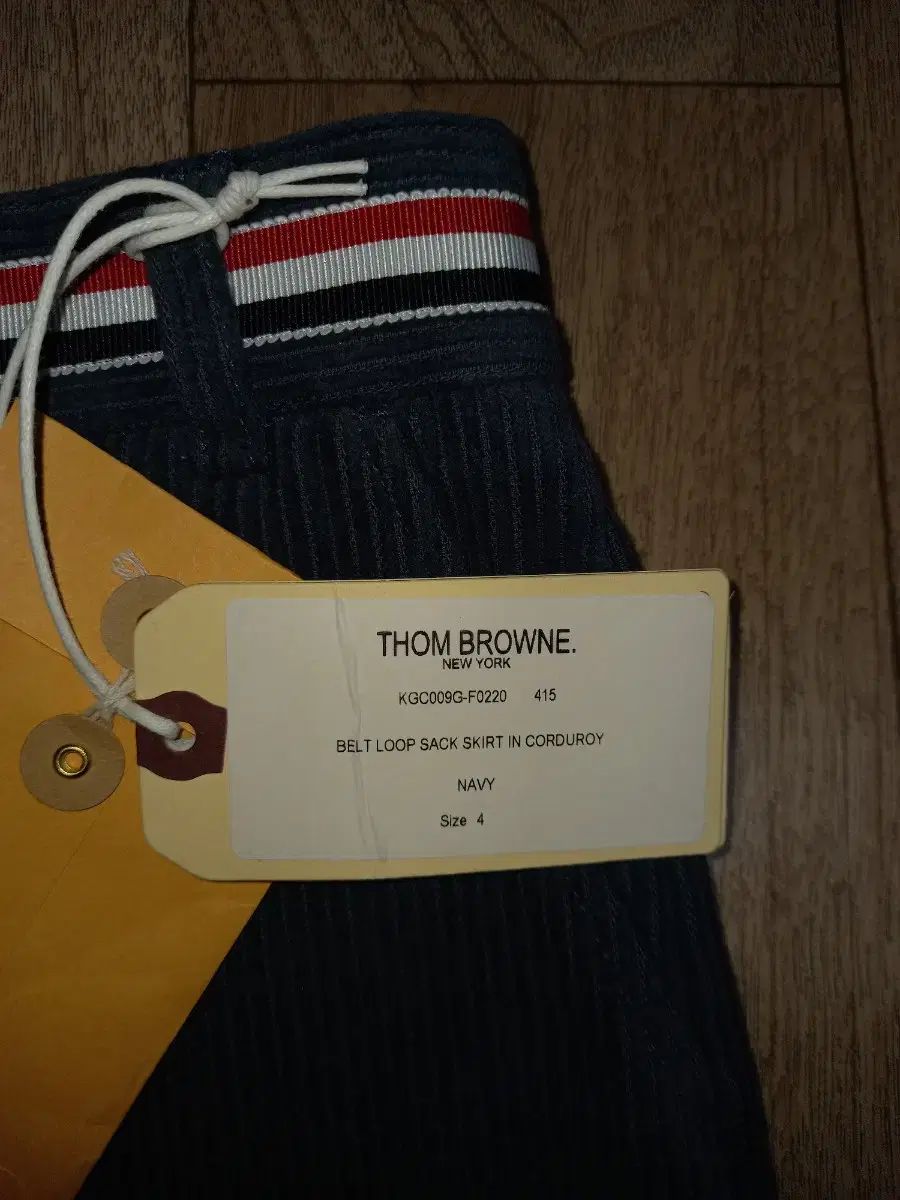 THOM BROWNE.
NEW YORK
KGC009G-F0220 415
BELT LOOP SACK SKIRT IN CORDUROY
NAVY
Size 4